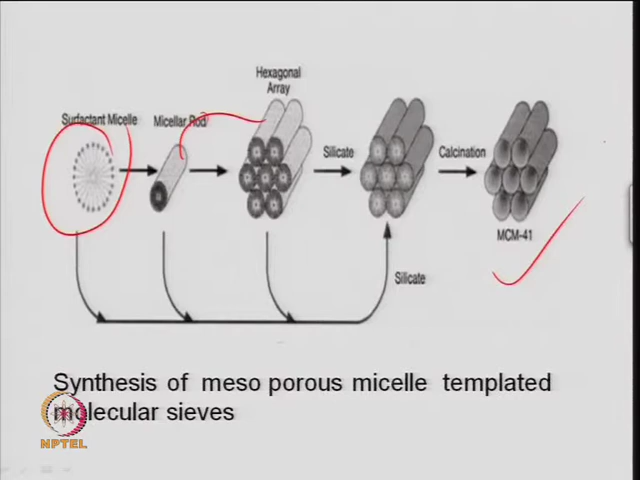 Hexagonal
Array
Surfactant Micelle
Micellar Rod
Silicate
Calcination
MCM-41
Silicate
Synthesis of meso porous micelle templated
molecular sieves
NPTEL